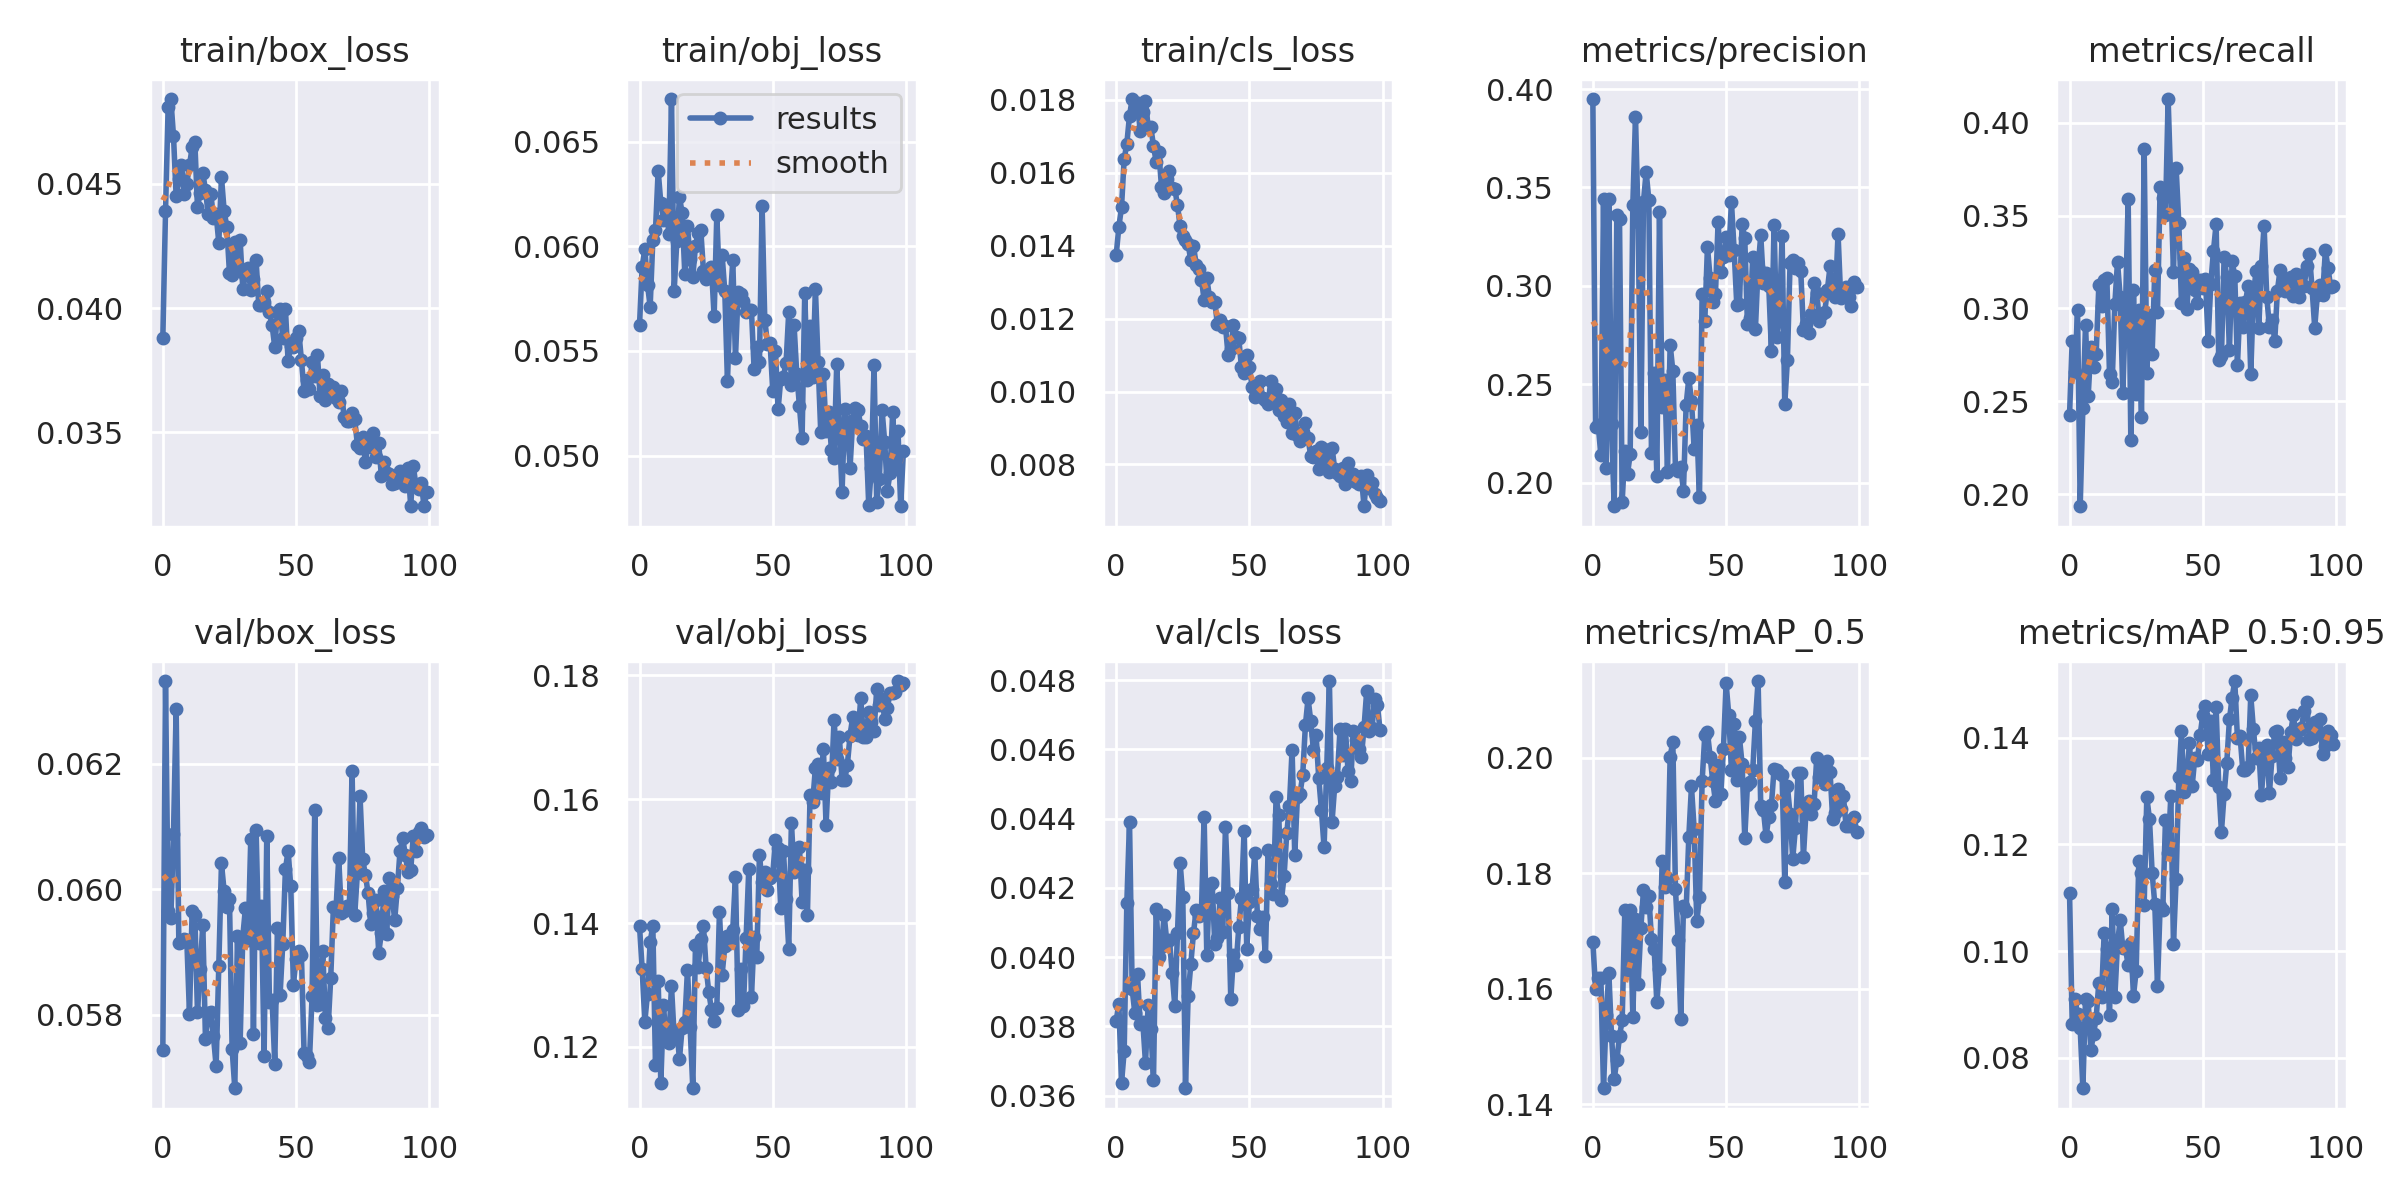 train/box_loss
0.045
0.040
0.035
0 50 100
train/obj_loss
results
smooth
0.065
0.060
0.055
0.050
0 50 100
train/cls_loss
0.018
0.016
0.014
0.012
0.010
0.008
0 50 100
metrics/precision
0.40
0.35
0.30
0.25
0.20
0 50 100
metrics/recall
0.40
0.35
0.30
0.25
0.20
0 50 100
val/box_loss
0.062
0.060
0.058
0 50 100
val/obj_loss
0.18
0.16
0.14
0.12
0 50 100
val/cls_loss
0.048
0.046
0.044
0.042
0.040
0.038
0.036
0 50 100
metrics/mAP_0.5
0.20
0.18
0.16
0.14
0 50 100
metrics/mAP_0.5:0.95
0.14
0.12
0.10
0.08
0 50 100